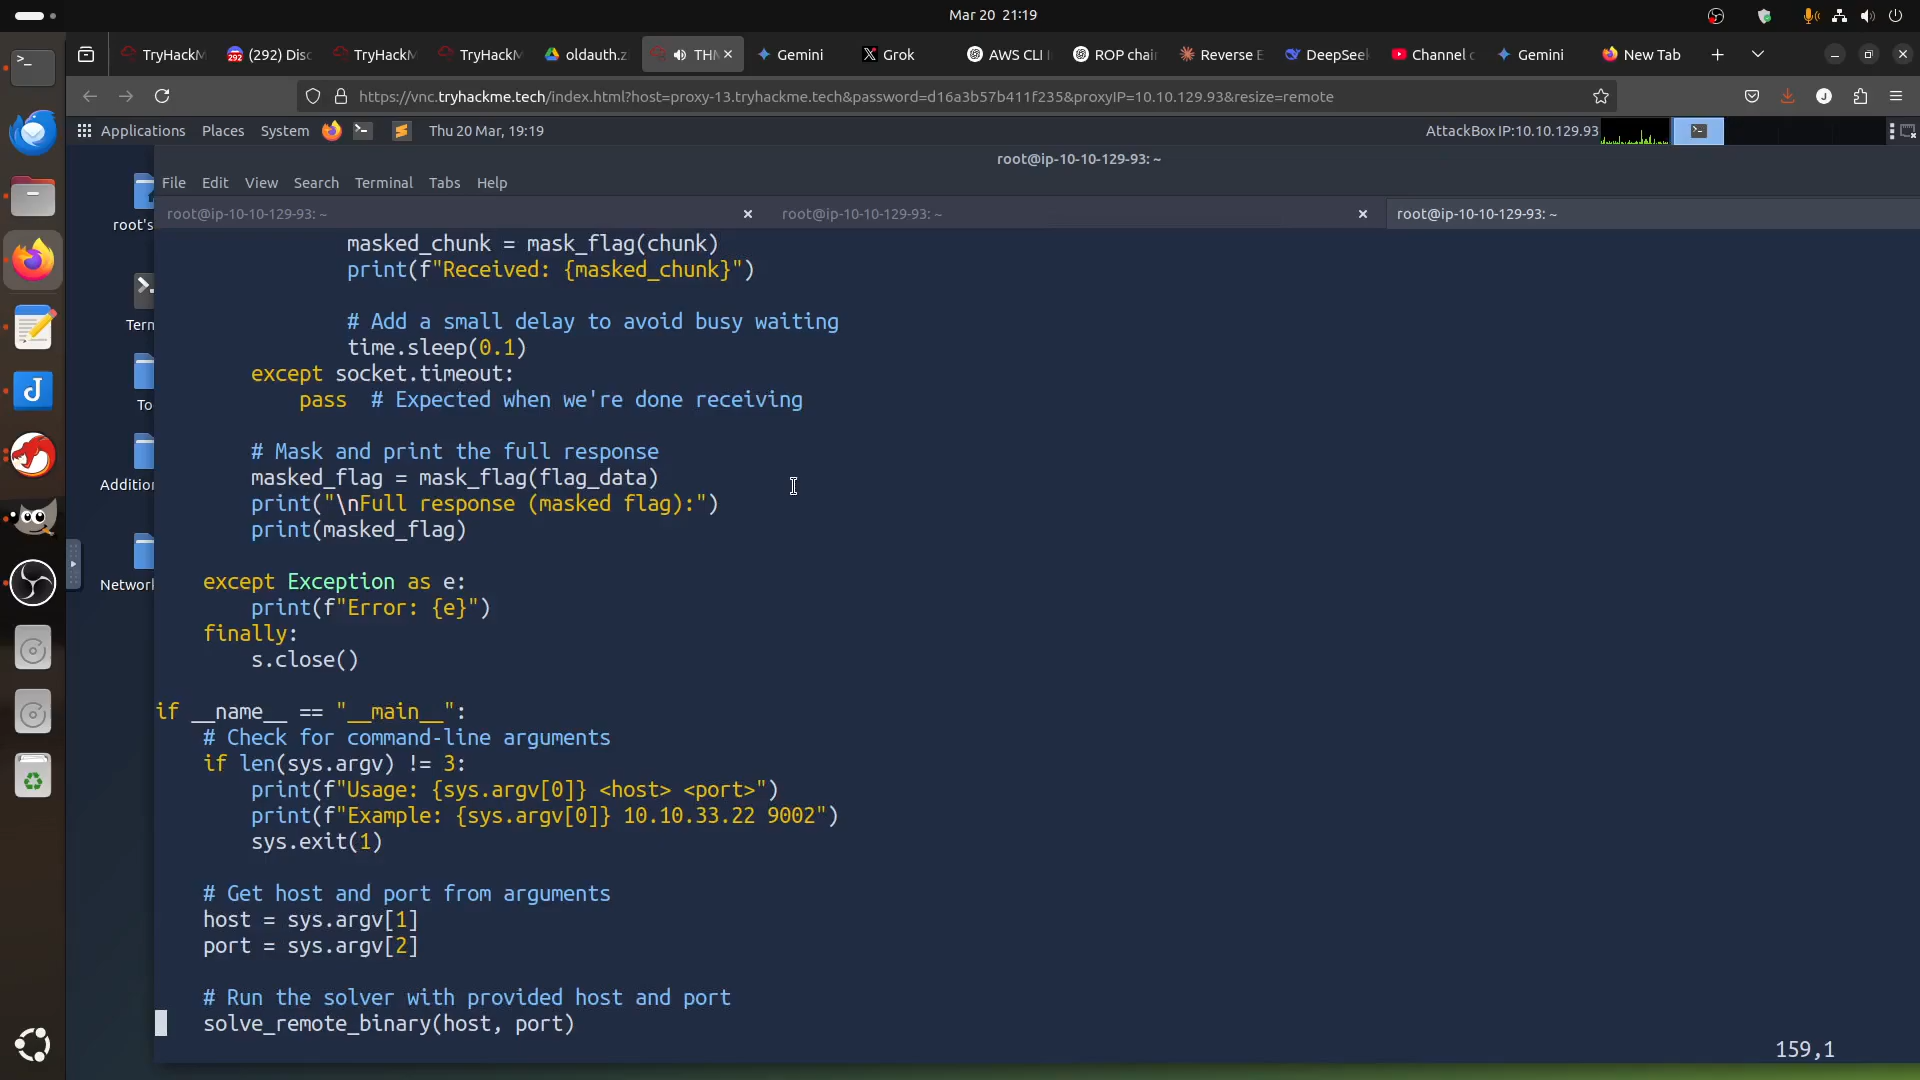 Mar 20 21:19
TryHackM
(292) Disc
TryHackM
TryHackM
oldauth.z
THM
Gemini
Grok
AWS CLI I
ROP chain
Reverse E
DeepSeek
Channel c
Gemini
New Tab
https://vnc.tryhackme.tech/index.html?host=proxy-13.tryhackme.tech&password=d16a3b57b411f235&proxyIP=10.10.129.93&resize=remote
Applications Places System Thu 20 Mar, 19:19 AttackBox IP:10.10.129.93
root@ip-10-10-129-93: ~
File Edit View Search Terminal Tabs Help
root@ip-10-10-129-93: ~
root@ip-10-10-129-93: ~
root@ip-10-10-129-93: ~
root's
Term
To
Addition
Network
masked_chunk = mask_flag(chunk)
print(f"Received: {masked_chunk}")
# Add a small delay to avoid busy waiting
time.sleep(0.1)
except socket.timeout:
pass  # Expected when we're done receiving
# Mask and print the full response
masked_flag = mask_flag(flag_data)
print("\nFull response (masked flag):")
print(masked_flag)
except Exception as e:
print(f"Error: {e}")
finally:
s.close()
if __name__ == "__main__":
# Check for command-line arguments
if len(sys.argv) != 3:
print(f"Usage: {sys.argv[0]} <host> <port>")
print(f"Example: {sys.argv[0]} 10.10.33.22 9002")
sys.exit(1)
# Get host and port from arguments
host = sys.argv[1]
port = sys.argv[2]
# Run the solver with provided host and port
solve_remote_binary(host, port)
159,1